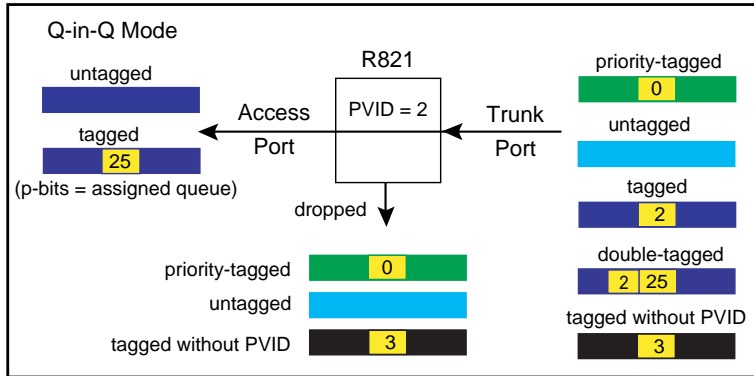 Q-in-Q Mode
untagged
tagged
25
(p-bits = assigned queue)
Access
Port
R821
PVID = 2
Trunk
Port
dropped
priority-tagged
0
untagged
tagged
2
double-tagged
2 25
tagged without PVID
3
priority-tagged
0
untagged
tagged without PVID
3